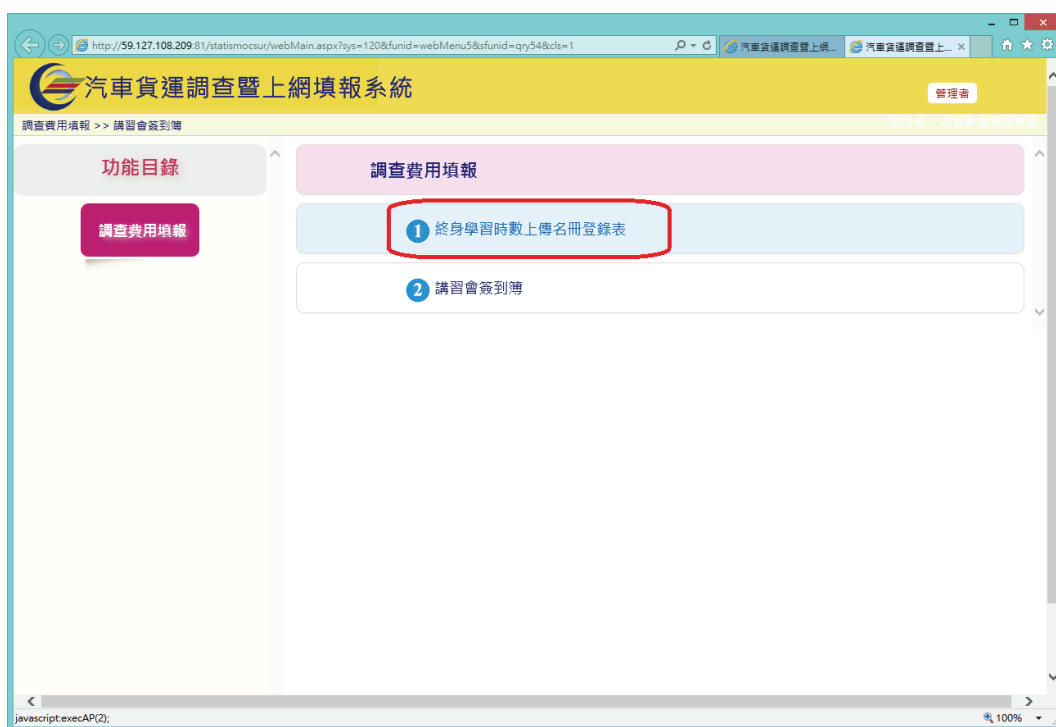 http://59.127.108.209:81/statismocsur/webMain.aspx?sys=120&funid=webMenu5&sfunid=qry54&cls=1
汽車貨運調查暨上網...
汽車貨運調查暨上... ×
汽車貨運調查暨上網填報系統
管理者
調查費用填報 >> 講習會簽到簿
功能目錄
調查費用填報
調查費用填報
1 終身學習時數上傳名冊登錄表
2 講習會簽到簿
javascript:execAP(2);
100%